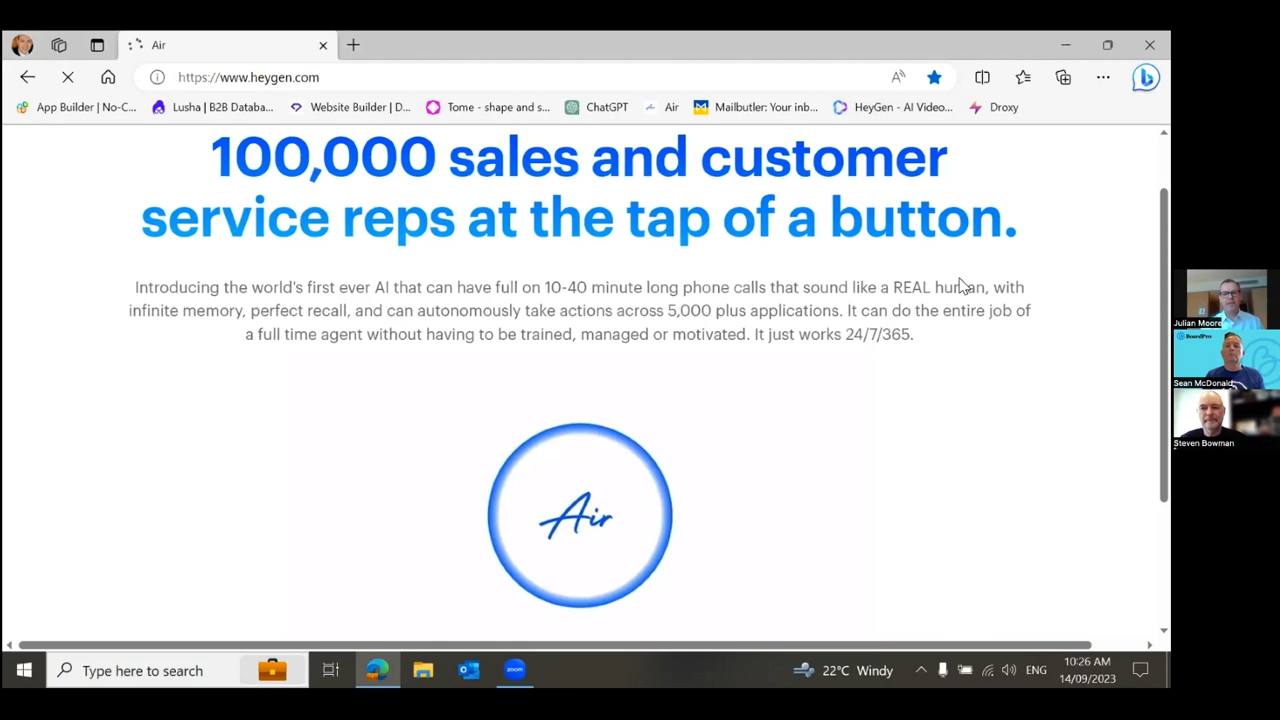 Air
https://www.heygen.com
App Builder | No-C...
Lusha | B2B Databa...
Website Builder | D...
Tome - shape and s...
ChatGPT
Air
Mailbutler: Your inb...
HeyGen - AI Video...
Droxy
100,000 sales and customer
service reps at the tap of a button.
Introducing the world's first ever AI that can have full on 10-40 minute long phone calls that sound like a REAL human, with
infinite memory, perfect recall, and can autonomously take actions across 5,000 plus applications. It can do the entire job of
a full time agent without having to be trained, managed or motivated. It just works 24/7/365.
Air
Julian Moore
BoardPro
Sean McDonald
Steven Bowman
Type here to search
zoom
22°C Windy
ENG
10:26 AM
14/09/2023